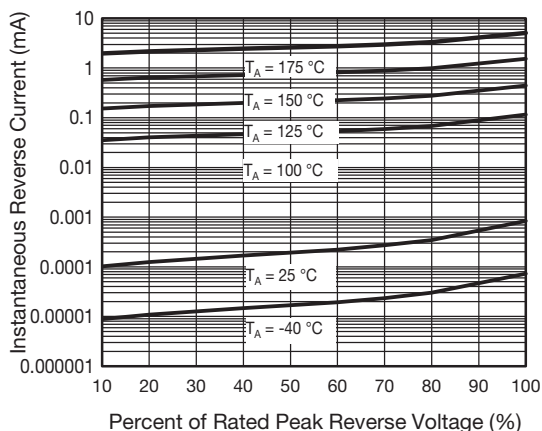 Instantaneous Reverse Current (mA)
10
1
0.1
0.01
0.001
0.0001
0.00001
0.000001
TA = 175 °C
TA = 150 °C
TA = 125 °C
TA = 100 °C
TA = 25 °C
TA = -40 °C
10 20 30 40 50 60 70 80 90 100
Percent of Rated Peak Reverse Voltage (%)